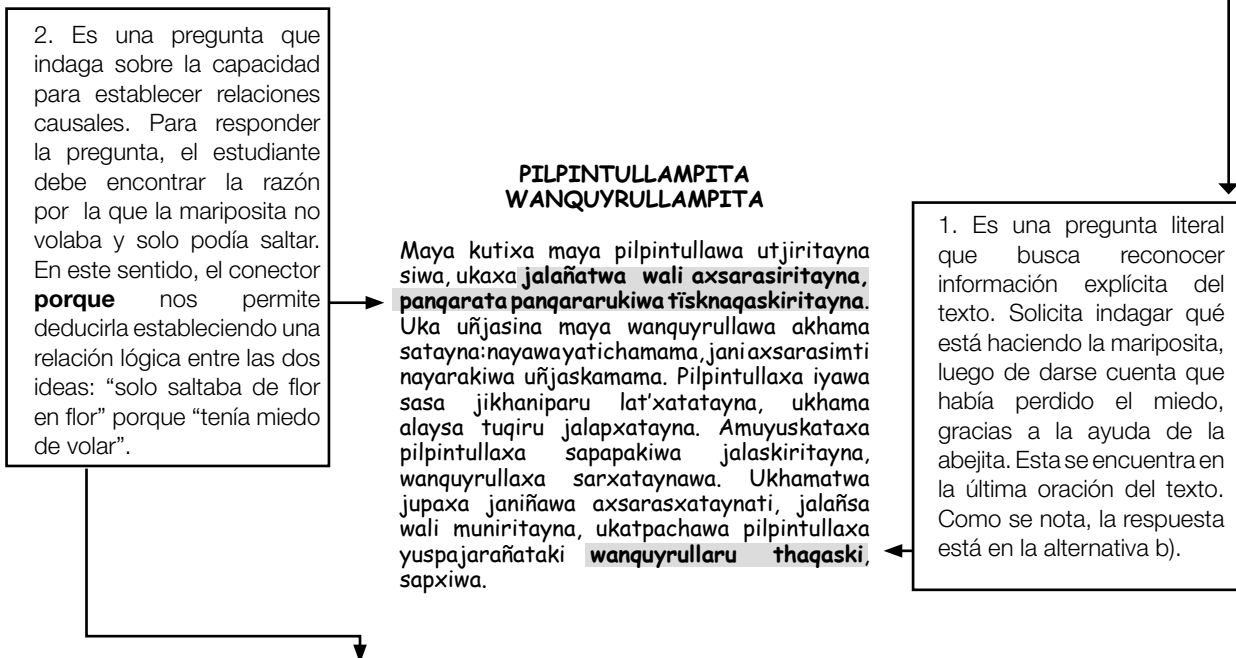 2. Es una pregunta que
indaga sobre la capacidad
para establecer relaciones
causales. Para responder
la pregunta, el estudiante
debe encontrar la razón
por la que la mariposita no
volaba y solo podía saltar.
En este sentido, el conector
porque nos permite
deducirla estableciendo una
relación lógica entre las dos
ideas: “solo saltaba de flor
en flor” porque “tenía miedo
de volar”.
PILPINTULLAMPITA
WANQUYRULLAMPITA
Maya kutixa maya pilpintullawa utjiritayna
siwa, ukaxa jalañatwa wali axsarasiritayna,
panqarata panqararukiwa tïsknaqaskiritayna.
Uka uñjasina maya wanquyrullawa akhama
satayna: nayawa yatichamama, jani axsarasimti
nayarakiwa uñjaskamama. Pilpintullaxa iyawa
sasa jikhaniparu lat'xatatayna, ukhama
alaysa tuqiru jalapxatayna. Amuyuskataxa
pilpintullaxa sapapakiwa jalaskiritayna,
wanquyrullaxa sarxataynawa. Ukhamatwa
jupaxa janiñawa axsarasxataynati, jalañsa
wali muniritayna, ukatpachawa pilpintullaxa
yuspajarañataki wanquyrullaru thaqaski,
sapxiwa.
1. Es una pregunta literal
que busca reconocer
información explícita del
texto. Solicita indagar qué
está haciendo la mariposita,
luego de darse cuenta que
había perdido el miedo,
gracias a la ayuda de la
abejita. Esta se encuentra en
la última oración del texto.
Como se nota, la respuesta
está en la alternativa b).